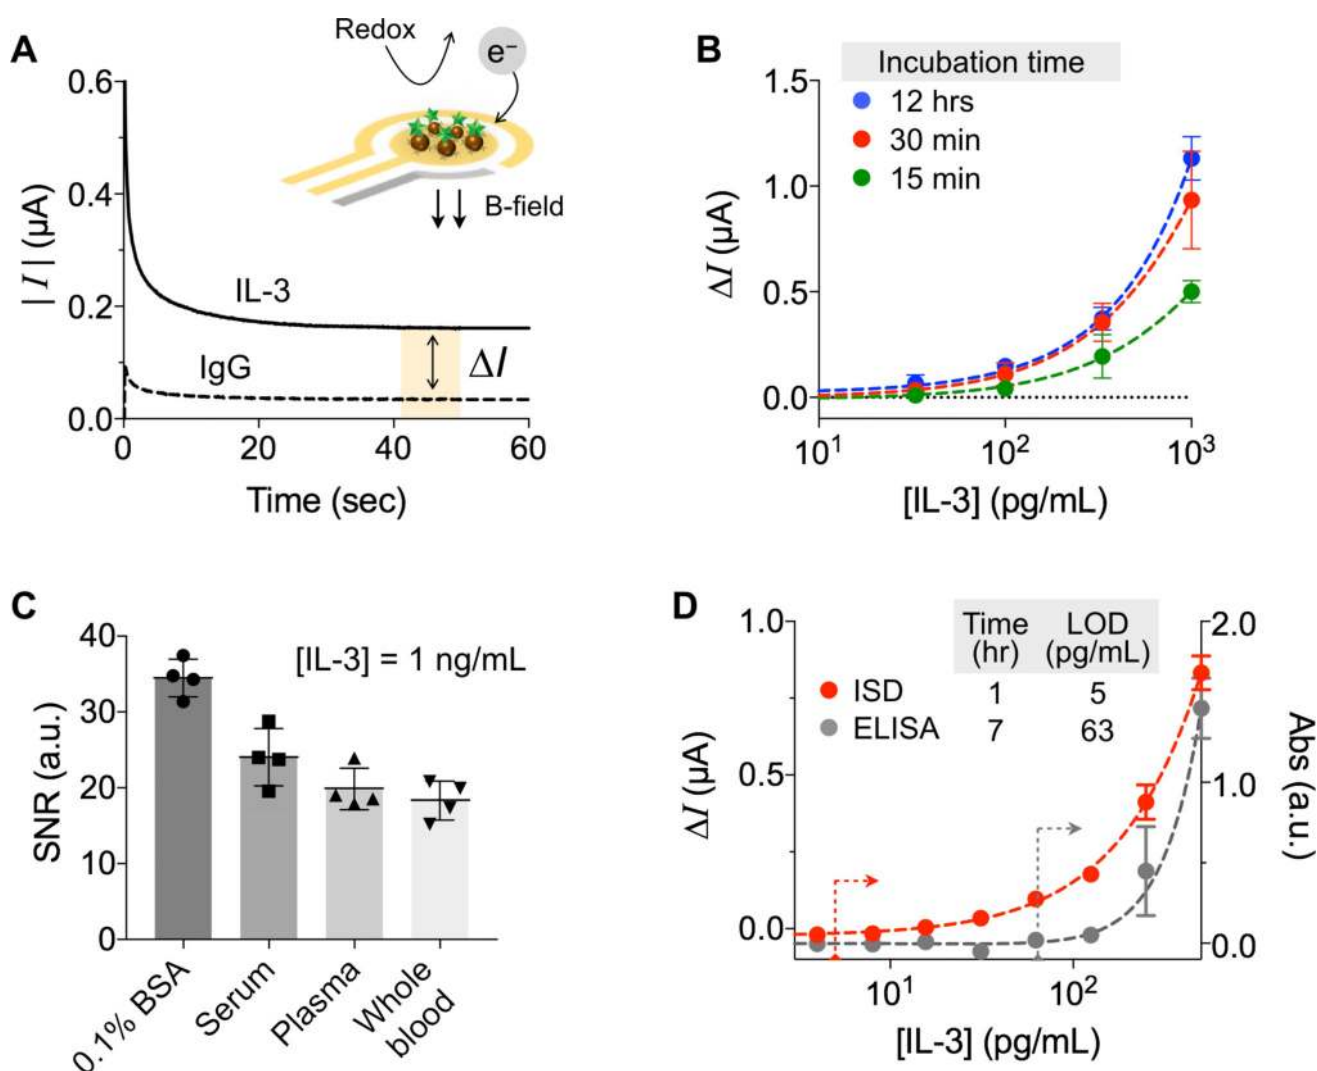 A
Redox
e⁻
B-field
| I | (μA)
0.6
0.4
0.2
0.0
IL-3
IgG
ΔI
0
20
40
60
Time (sec)
B
Incubation time
12 hrs
30 min
15 min
ΔI (μA)
1.5
1.0
0.5
0.0
10¹
10²
10³
[IL-3] (pg/mL)
C
[IL-3] = 1 ng/mL
SNR (a.u.)
40
30
20
10
0
0.1% BSA
Serum
Plasma
Whole
blood
D
Time
(hr)
LOD
(pg/mL)
ISD 1 5
ELISA 7 63
ΔI (μA)
1.0
0.5
0.0
2.0
1.0
0.0
Abs (a.u.)
10¹
10²
[IL-3] (pg/mL)